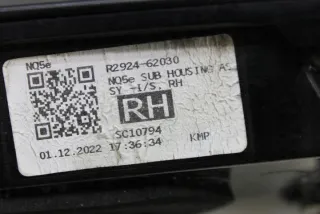 NQ5e R2924-62030
NQ5e SUB HOUSING AS
SY -I/S, RH
RH
SC10794
01.12.2022 17:36:34 KMP